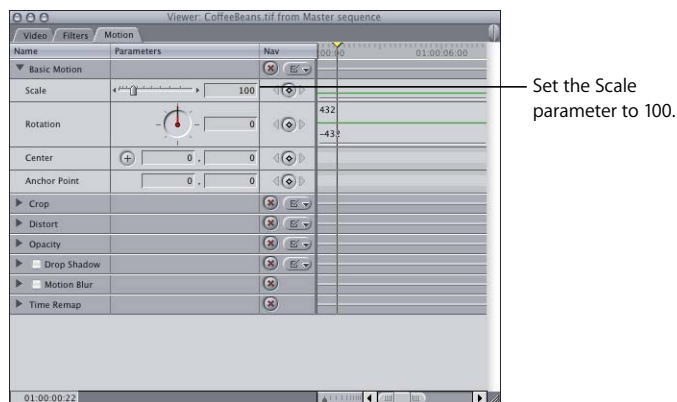 Viewer: CoffeeBeans.tif from Master sequence
Video Filters Motion
Name Parameters Nav
:00:00 01:00:06:00
Basic Motion
Scale 100
Set the Scale
parameter to 100.
Rotation 0
432
-432
Center 0 , 0
Anchor Point 0 , 0
Crop
Distort
Opacity
Drop Shadow
Motion Blur
Time Remap
01:00:00:22